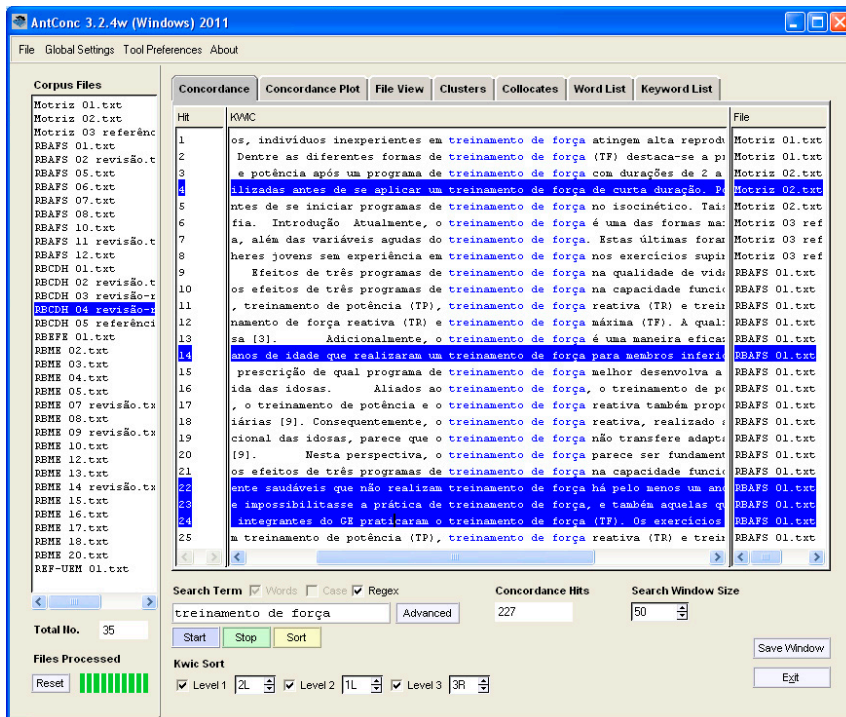 AntConc 3.2.4w (Windows) 2011
File Global Settings Tool Preferences About
Corpus Files
Motriz 01.txt
Motriz 02.txt
Motriz 03 referênc
RBAFS 01.txt
RBAFS 02 revisão.t
RBAFS 05.txt
RBAFS 06.txt
RBAFS 07.txt
RBAFS 08.txt
RBAFS 10.txt
RBAFS 11 revisão.t
RBAFS 12.txt
RBCDH 01.txt
RBCDH 02 revisão.t
RBCDH 03 revisão-r
RBCDH 04 revisão-r
RBCDH 05 referênci
RBEFE 01.txt
RBME 02.txt
RBME 03.txt
RBME 04.txt
RBME 05.txt
RBME 07 revisão.tx
RBME 08.txt
RBME 09 revisão.tx
RBME 10.txt
RBME 12.txt
RBME 13.txt
RBME 14 revisão.tx
RBME 15.txt
RBME 16.txt
RBME 17.txt
RBME 18.txt
RBME 20.txt
REF-UEM 01.txt
Total No. 35
Files Processed
Reset
Concordance Concordance Plot File View Clusters Collocates Word List Keyword List
Hit KWIC File
1 os, indivíduos inexperientes em treinamento de força atingem alta reprodu Motriz 01.txt
2 Dentre as diferentes formas de treinamento de força (TF) destaca-se a pr Motriz 01.txt
3 e potência após um programa de treinamento de força com durações de 2 a Motriz 02.txt
4 ilizadas antes de se aplicar um treinamento de força de curta duração. Po Motriz 02.txt
5 ntes de se iniciar programas de treinamento de força no isocinético. Tais Motriz 02.txt
6 fia. Introdução Atualmente, o treinamento de força é uma das formas mai Motriz 03 ref
7 a, além das variáveis agudas do treinamento de força. Estas últimas foram Motriz 03 ref
8 heres jovens sem experiência em treinamento de força nos exercícios supin Motriz 03 ref
9 Efeitos de três programas de treinamento de força na qualidade de vida RBAFS 01.txt
10 os efeitos de três programas de treinamento de força na capacidade funcio RBAFS 01.txt
11 , treinamento de potência (TP), treinamento de força reativa (TR) e trein RBAFS 01.txt
12 namento de força reativa (TR) e treinamento de força máxima (TF). A quali RBAFS 01.txt
13 sa [3]. Adicionalmente, o treinamento de força é uma maneira eficaz RBAFS 01.txt
14 anos de idade que realizaram um treinamento de força para membros inferio RBAFS 01.txt
15 prescrição de qual programa de treinamento de força melhor desenvolva a RBAFS 01.txt
16 ida das idosas. Aliados ao treinamento de força, o treinamento de po RBAFS 01.txt
17 , o treinamento de potência e o treinamento de força reativa também propo RBAFS 01.txt
18 iárias [9]. Consequentemente, o treinamento de força reativa, realizado a RBAFS 01.txt
19 cional das idosas, parece que o treinamento de força não transfere adapta RBAFS 01.txt
20 [9]. Nesta perspectiva, o treinamento de força parece ser fundament RBAFS 01.txt
21 os efeitos de três programas de treinamento de força na capacidade funcio RBAFS 01.txt
22 ente saudáveis que não realizam treinamento de força há pelo menos um ano RBAFS 01.txt
23 e impossibilitasse a prática de treinamento de força, e também aquelas qu RBAFS 01.txt
24 integrantes do GE praticaram o treinamento de força (TF). Os exercícios RBAFS 01.txt
25 m treinamento de potência (TP), treinamento de força reativa (TR) e trein RBAFS 01.txt
Search Term Words Case Regex Concordance Hits Search Window Size
treinamento de força Advanced 227 50
Start Stop Sort
Save Window
Kwic Sort
Exit
Level 1 2L Level 2 1L Level 3 3R